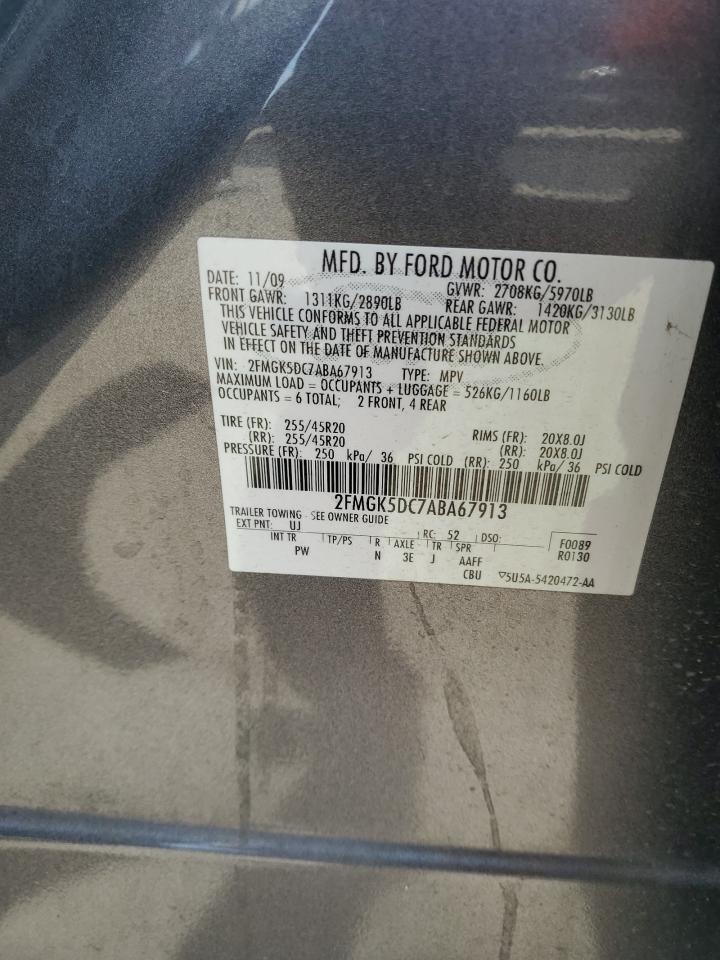 MFD. BY FORD MOTOR CO.
DATE: 11/09 GVWR: 2708KG/5970LB
FRONT GAWR: 1311KG/2890LB REAR GAWR: 1420KG/3130LB
THIS VEHICLE CONFORMS TO ALL APPLICABLE FEDERAL MOTOR
VEHICLE SAFETY AND THEFT PREVENTION STANDARDS
IN EFFECT ON THE DATE OF MANUFACTURE SHOWN ABOVE.
VIN: 2FMGK5DC7ABA67913 TYPE: MPV
MAXIMUM LOAD = OCCUPANTS + LUGGAGE = 526KG/1160LB
OCCUPANTS = 6 TOTAL; 2 FRONT, 4 REAR
TIRE (FR): 255/45R20 RIMS (FR): 20X8.0J
(RR): 255/45R20 (RR): 20X8.0J
PRESSURE (FR): 250 kPa/ 36 PSI COLD (RR): 250 kPa/ 36 PSI COLD
2FMGK5DC7ABA67913
TRAILER TOWING - SEE OWNER GUIDE
EXT PNT: UJ RC: 52 DSO: F0089
INT TR TP/PS R AXLE TR SPR R0130
PW N 3E J AAFF
CBU ▽5U5A-5420472-AA